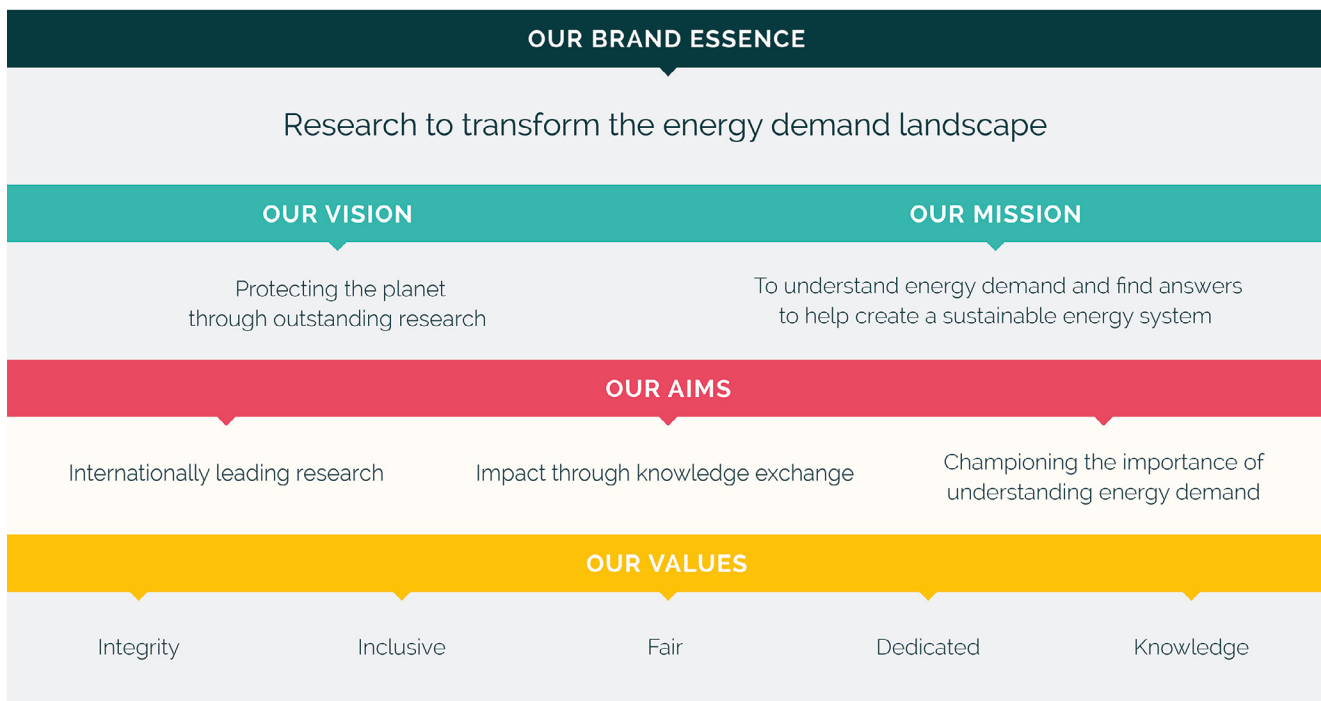 OUR BRAND ESSENCE
Research to transform the energy demand landscape
OUR VISION
Protecting the planet
through outstanding research
OUR MISSION
To understand energy demand and find answers
to help create a sustainable energy system
OUR AIMS
Internationally leading research
Impact through knowledge exchange
Championing the importance of
understanding energy demand
OUR VALUES
Integrity
Inclusive
Fair
Dedicated
Knowledge